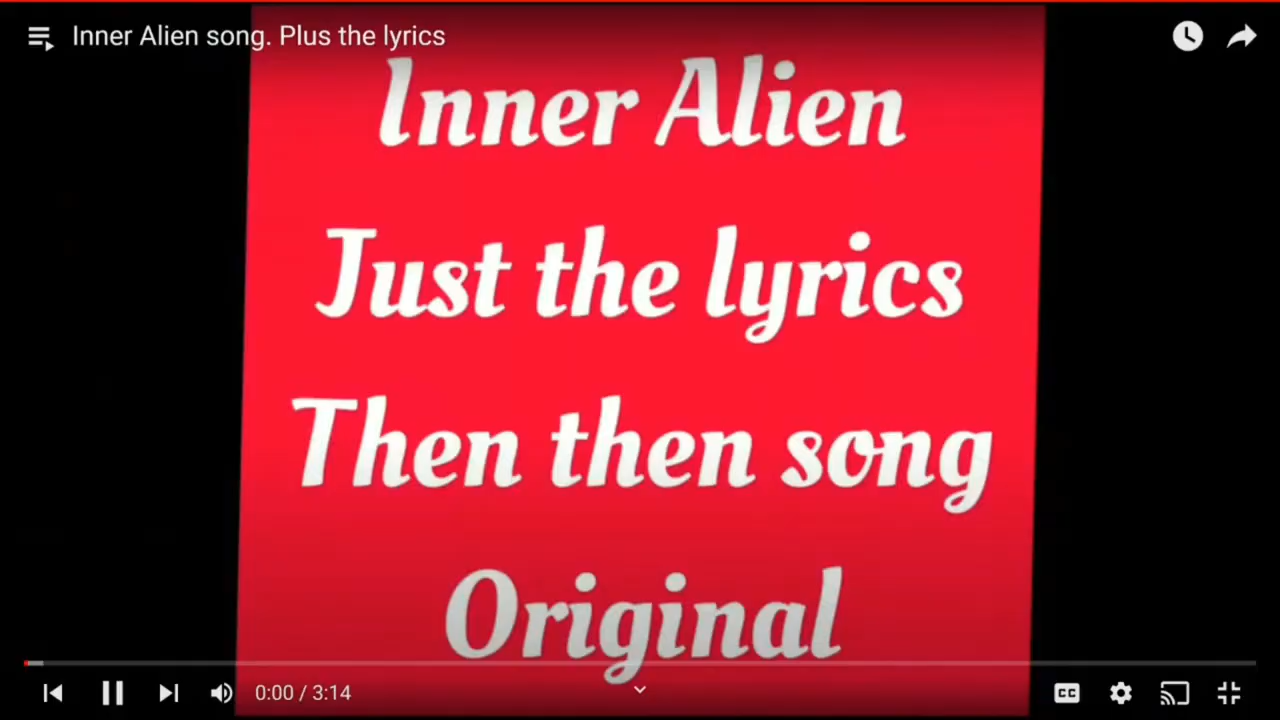 Inner Alien song. Plus the lyrics
Inner Alien
Just the lyrics
Then then song
Original
0:00 / 3:14
CC